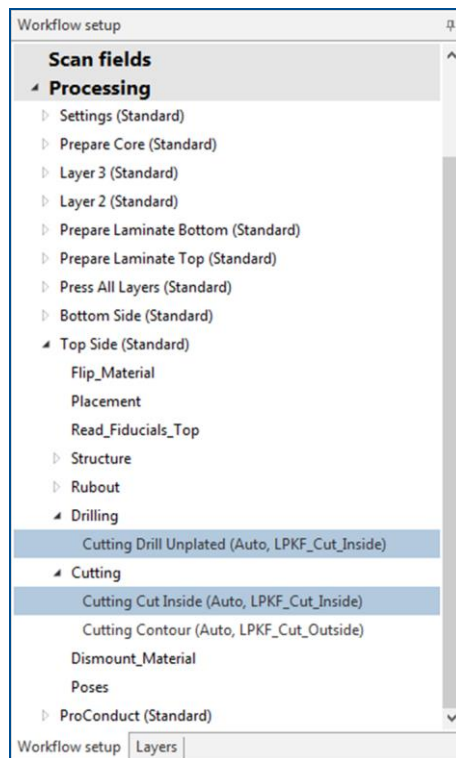 Workflow setup
Scan fields
Processing
Settings (Standard)
Prepare Core (Standard)
Layer 3 (Standard)
Layer 2 (Standard)
Prepare Laminate Bottom (Standard)
Prepare Laminate Top (Standard)
Press All Layers (Standard)
Bottom Side (Standard)
Top Side (Standard)
Flip_Material
Placement
Read_Fiducials_Top
Structure
Rubout
Drilling
Cutting Drill Unplated (Auto, LPKF_Cut_Inside)
Cutting
Cutting Cut Inside (Auto, LPKF_Cut_Inside)
Cutting Contour (Auto, LPKF_Cut_Outside)
Dismount_Material
Poses
ProConduct (Standard)
Workflow setup Layers